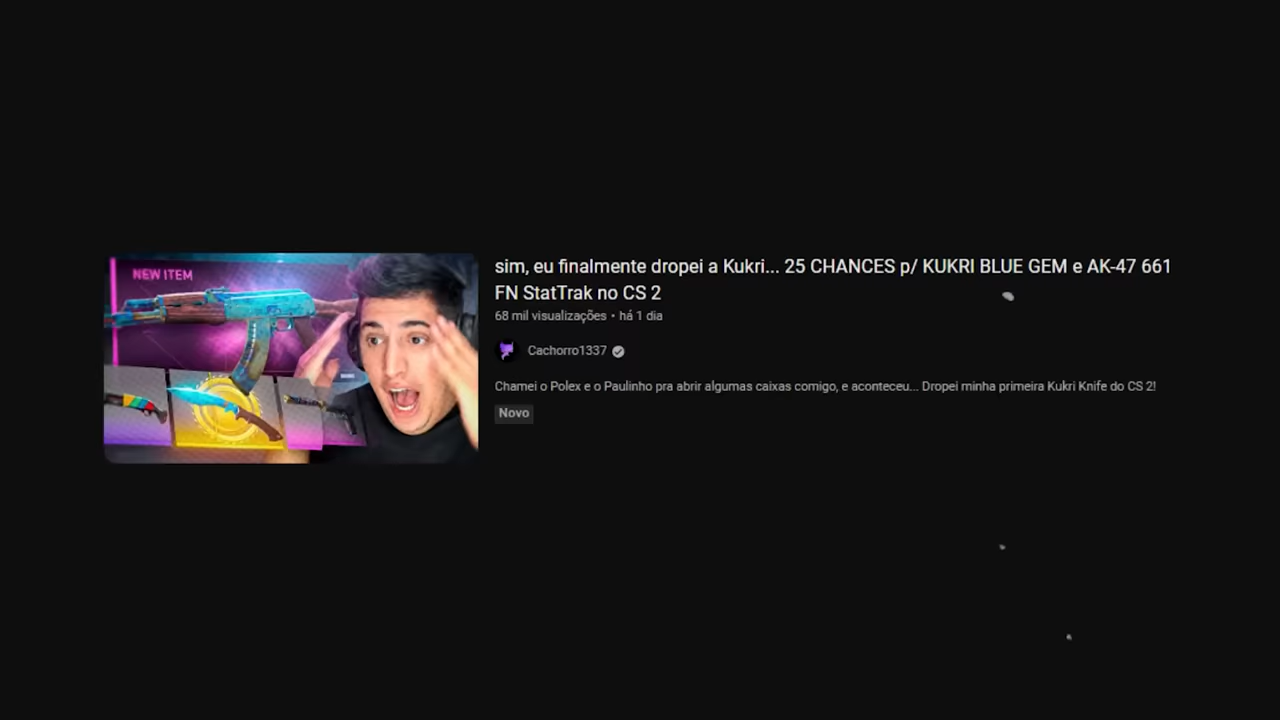 NEW ITEM
sim, eu finalmente dropei a Kukri... 25 CHANCES p/ KUKRI BLUE GEM e AK-47 661
FN StatTrak no CS 2
68 mil visualizações • há 1 dia
Cachorro1337
Chamei o Polex e o Paulinho pra abrir algumas caixas comigo, e aconteceu... Dropei minha primeira Kukri Knife do CS 2!
Novo